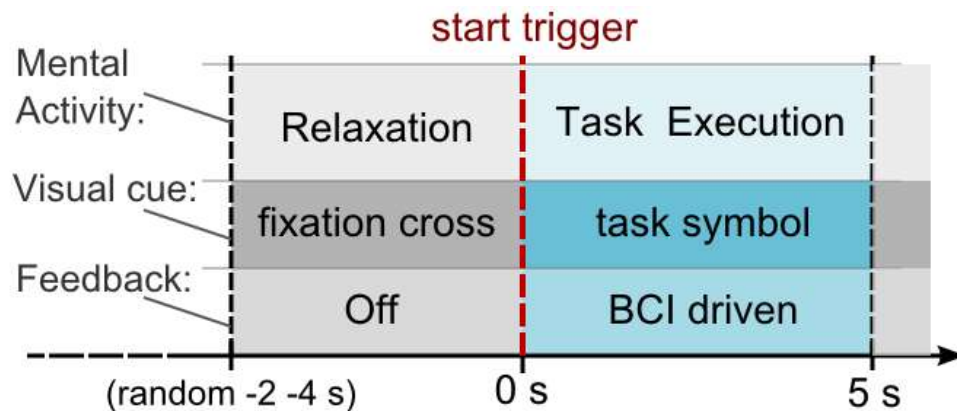 start trigger
Mental
Activity:
Relaxation
Task Execution
Visual cue:
fixation cross
task symbol
Feedback:
Off
BCI driven
(random -2 -4 s)
0 s
5 s